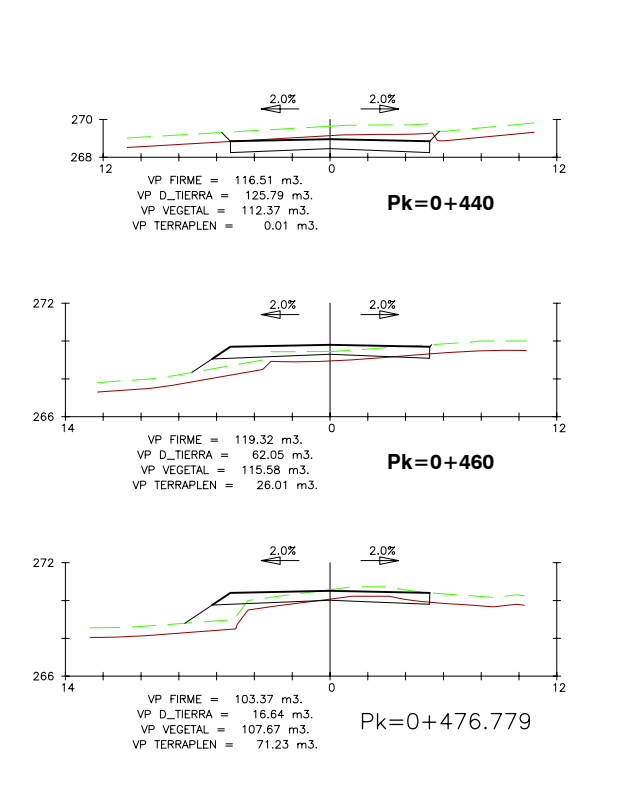 2.0% 2.0%
270
268
12 0 12
VP FIRME = 116.51 m3.
VP D_TIERRA = 125.79 m3.
VP VEGETAL = 112.37 m3.
VP TERRAPLEN = 0.01 m3.
Pk=0+440
272
2.0% 2.0%
266
14 0 12
VP FIRME = 119.32 m3.
VP D_TIERRA = 62.05 m3.
VP VEGETAL = 115.58 m3.
VP TERRAPLEN = 26.01 m3.
Pk=0+460
2.0% 2.0%
272
266
14 0 12
VP FIRME = 103.37 m3.
VP D_TIERRA = 16.64 m3.
VP VEGETAL = 107.67 m3.
VP TERRAPLEN = 71.23 m3.
Pk=0+476.779